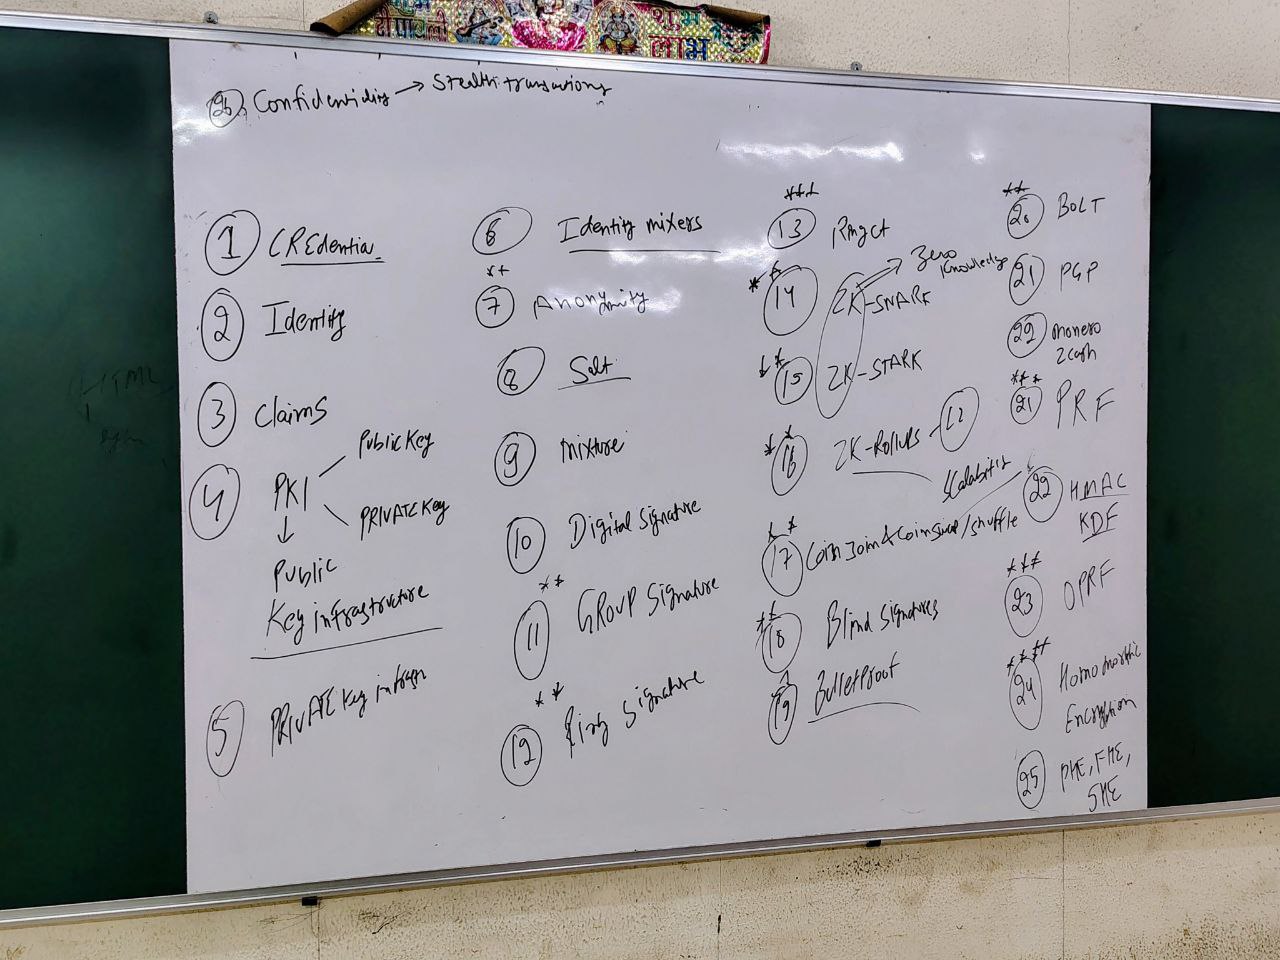 26 Confidentiality → Stealth transactions
1 CREdential
2 Identity
3 Claims
4 PKI
Public Key
PRIVATE Key
Public
Key infrastructure
5 PRIVATE Key infrastr
6 Identity mixers
** 
7 Anonymity
8 Salt
9 mixture
10 Digital Signature
**
11 GROUP Signature
**
12 Ring Signature
***
13 Ringct
**
14 ZK-SNARK
Zero
Knowledge
**
15 ZK-STARK
**
16 ZK-Rollups
L2
Scalability
**
17 Coin Join & Coinswap/shuffle
**
18 Blind Signatures
*
19 BulletProof
**
20 BOLT
21 PGP
22 monero
Zcash
***
21 PRF
22 HMAC
KDF
***
23 OPRF
****
24 Homomorphic
Encryption
25 PHE, FHE,
SHE